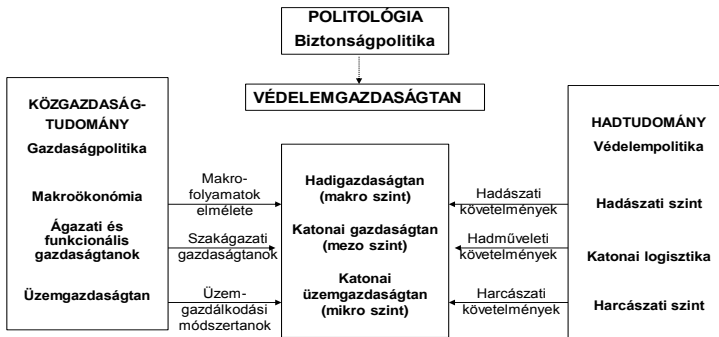 POLITOLÓGIA
Biztonságpolitika
VÉDELEMGAZDASÁGTAN
KÖZGAZDASÁG-
TUDOMÁNY
Gazdaságpolitika
Makroökonómia
Ágazati és
funkcionális
gazdaságtanok
Üzemgazdaságtan
Makro-
folyamatok
elmélete
Szakágazati
gazdaságtanok
Üzem-
gazdálkodási
módszertanok
Hadigazdaságtan
(makro szint)
Katonai gazdaságtan
(mezo szint)
Katonai
üzemgazdaságtan
(mikro szint)
Hadászati
követelmények
Hadműveleti
követelmények
Harcászati
követelmények
HADTUDOMÁNY
Védelempolitika
Hadászati szint
Katonai logisztika
Harcászati szint